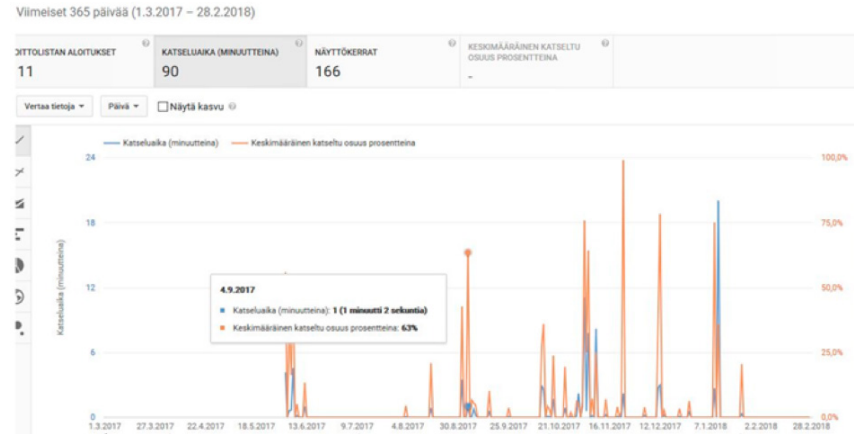 Viimeiset 365 päivää (1.3.2017 – 28.2.2018)
OITTOLISTAN ALOITUKSET
11
KATSELUAIKA (MINUUTTEINA)
90
NÄYTTÖKERRAT
166
KESKIMÄÄRÄINEN KATSELTU
OSUUS PROSENTTEINA
-
Vertaa tietoja
Päivä
Näytä kasvu
Katseluaika (minuutteina)
Keskimääräinen katseltu osuus prosentteina
24
18
12
6
0
Katseluaika (minuutteina)
100,0%
75,0%
50,0%
25,0%
0,0%
4.9.2017
Katseluaika (minuutteina): 1 (1 minuutti 2 sekuntia)
Keskimääräinen katseltu osuus prosentteina: 63%
1.3.2017 27.3.2017 22.4.2017 18.5.2017 13.6.2017 9.7.2017 4.8.2017 30.8.2017 25.9.2017 21.10.2017 16.11.2017 12.12.2017 7.1.2018 2.2.2018 28.2.2018